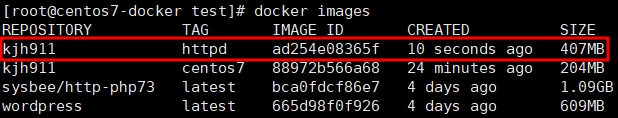 [root@centos7-docker test]# docker images
REPOSITORY TAG IMAGE ID CREATED SIZE
kjh911 httpd ad254e08365f 10 seconds ago 407MB
kjh911 centos7 88972b566a68 24 minutes ago 204MB
sysbee/http-php73 latest bca0fdcf86e7 4 days ago 1.09GB
wordpress latest 665d98f0f926 4 days ago 609MB